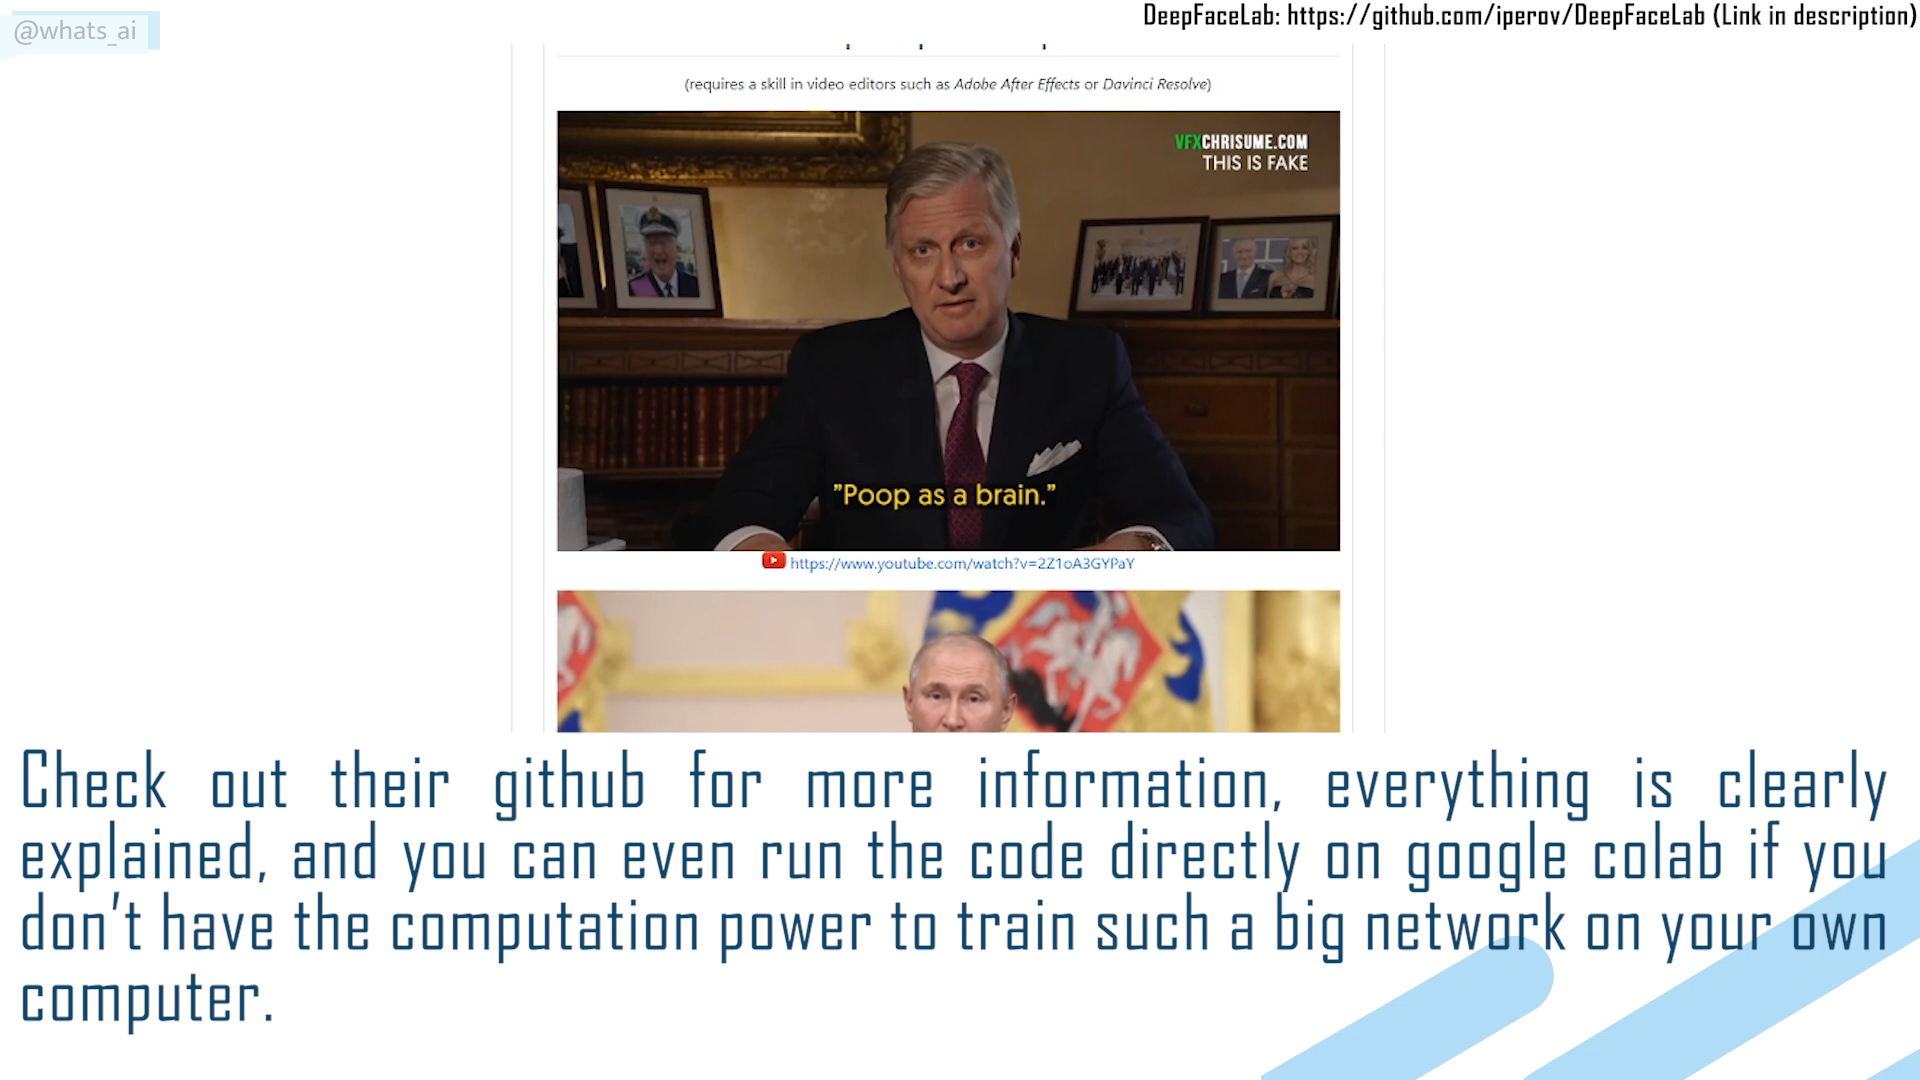 @whats_ai
DeepFaceLab: https://github.com/iperov/DeepFaceLab (Link in description)
(requires a skill in video editors such as Adobe After Effects or Davinci Resolve)
VFXCHRISUME.COM
THIS IS FAKE
"Poop as a brain."
https://www.youtube.com/watch?v=2Z1oA3GYPaY
Check out their github for more information, everything is clearly
explained, and you can even run the code directly on google colab if you
don't have the computation power to train such a big network on your own
computer.